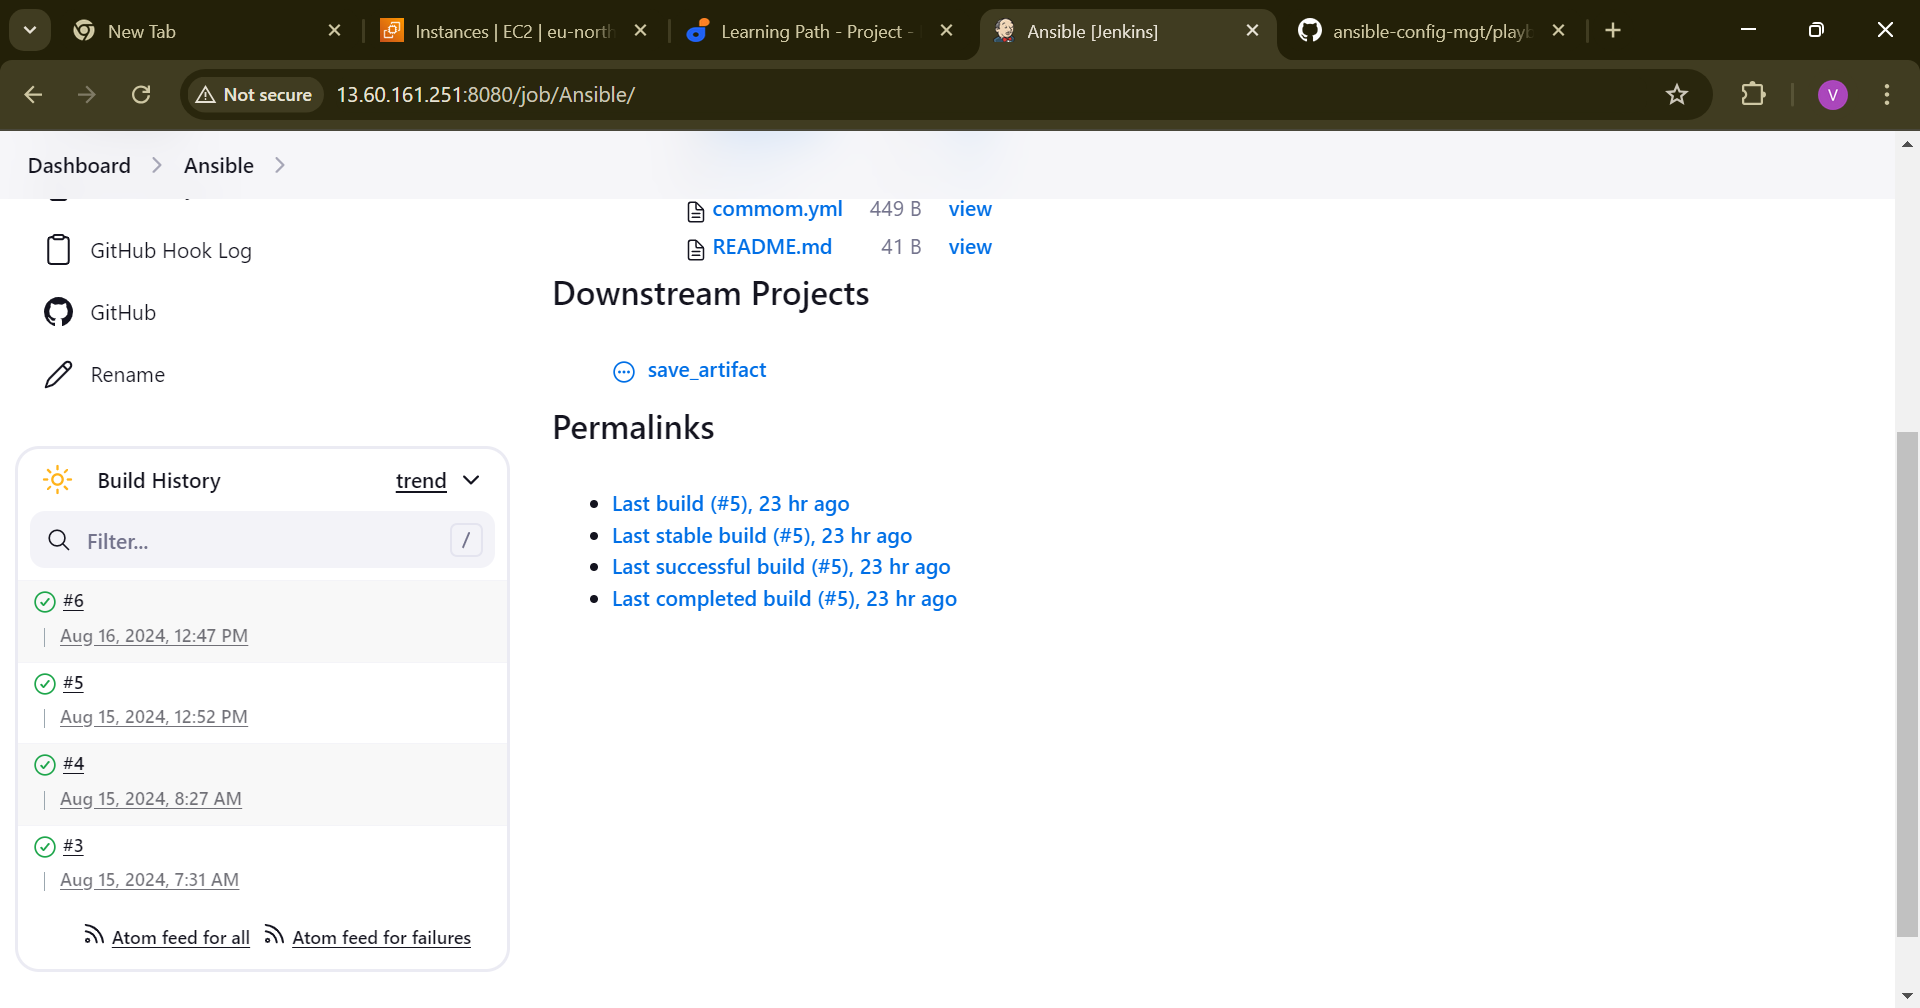 New Tab
Instances | EC2 | eu-north
Learning Path - Project -
Ansible [Jenkins]
ansible-config-mgt/playb
Not secure
13.60.161.251:8080/job/Ansible/
V
Dashboard
Ansible
commom.yml 449 B view
README.md 41 B view
GitHub Hook Log
GitHub
Rename
Downstream Projects
save_artifact
Permalinks
Last build (#5), 23 hr ago
Last stable build (#5), 23 hr ago
Last successful build (#5), 23 hr ago
Last completed build (#5), 23 hr ago
Build History
trend
Filter...
/
#6
Aug 16, 2024, 12:47 PM
#5
Aug 15, 2024, 12:52 PM
#4
Aug 15, 2024, 8:27 AM
#3
Aug 15, 2024, 7:31 AM
Atom feed for all
Atom feed for failures